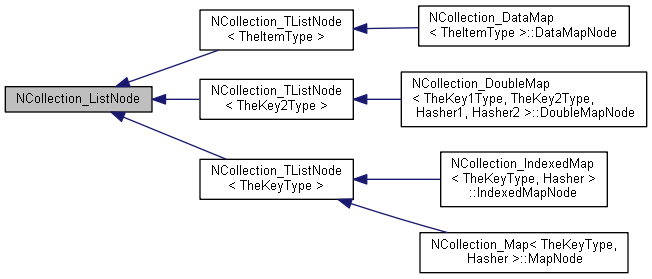 NCollection_ListNode
NCollection_TListNode
< TheItemType >
NCollection_DataMap
< TheItemType >::DataMapNode
NCollection_TListNode
< TheKey2Type >
NCollection_DoubleMap
< TheKey1Type, TheKey2Type,
Hasher1, Hasher2 >::DoubleMapNode
NCollection_TListNode
< TheKeyType >
NCollection_IndexedMap
< TheKeyType, Hasher >
::IndexedMapNode
NCollection_Map< TheKeyType,
Hasher >::MapNode